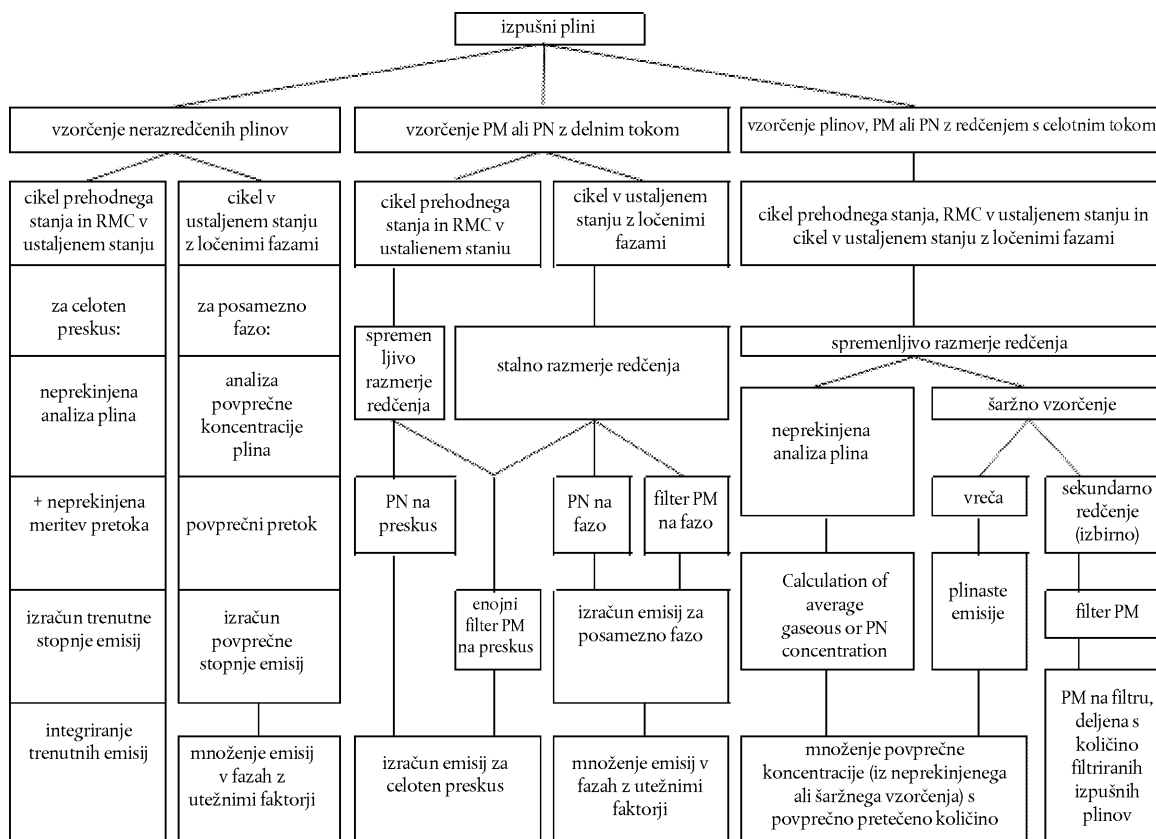 izpušni plini
vzorčenje nerazredčenih plinov
vzorčenje PM ali PN z delnim tokom
vzorčenje plinov, PM ali PN z redčenjem s celotnim tokom
cikel prehodnega
stanja in RMC v
ustaljenem stanju
cikel v
ustaljenem stanju
z ločenimi fazami
cikel prehodnega
stanja in RMC v
ustaljenem stanju
cikel v ustaljenem
stanju z ločenimi
fazami
cikel prehodnega stanja, RMC v ustaljenem stanju in
cikel v ustaljenem stanju z ločenimi fazami
za celoten
preskus:
za posamezno
fazo:
spremen
ljivo
razmerje
redčenja
stalno razmerje redčenja
spremenljivo razmerje redčenja
neprekinjena
analiza plina
analiza
povprečne
koncentracije
plina
neprekinjena
analiza plina
šaržno vzorčenje
+ neprekinjena
meritev pretoka
povprečni pretok
PN na
preskus
PN na
fazo
filter PM
na fazo
vreča
sekundarno
redčenje
(izbirno)
izračun trenutne
stopnje emisij
izračun
povprečne
stopnje emisij
enojni
filter PM
na preskus
izračun emisij za
posamezno fazo
Calculation of
average
gaseous or PN
concentration
plinaste
emisije
filter PM
integriranje
trenutnih emisij
množenje emisij
v fazah z
utežnimi faktorji
izračun emisij za
celoten preskus
množenje emisij v
fazah z utežnimi
faktorji
množenje povprečne
koncentracije (iz neprekinjenega
ali šaržnega vzorčenja) s
povprečno pretečeno količino
PM na filtru,
deljena s
količino
filtriranih
izpušnih
plinov